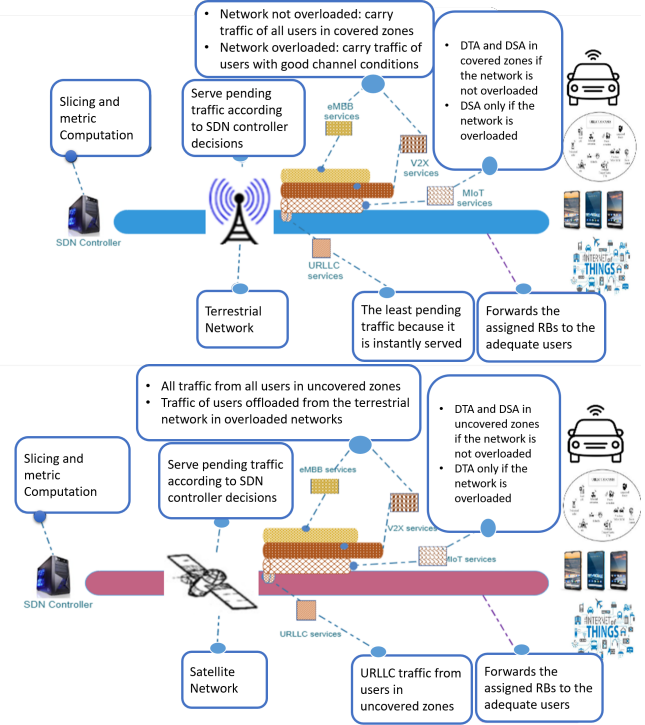 • Network not overloaded: carry
traffic of all users in covered zones
• Network overloaded: carry traffic of
users with good channel conditions
• DTA and DSA in
covered zones if
the network is
not overloaded
• DSA only if the
network is
overloaded
Slicing and
metric
Computation
Serve pending
traffic according
to SDN controller
decisions
eMBB
services
V2X
services
MIoT
services
SDN Controller
URLLC
services
INTERNET of
THINGS
Terrestrial
Network
The least pending
traffic because it
is instantly served
Forwards the
assigned RBs to the
adequate users
• All traffic from all users in uncovered zones
• Traffic of users offloaded from the terrestrial
network in overloaded networks
• DTA and DSA in
uncovered zones
if the network is
not overloaded
• DTA only if the
network is
overloaded
Slicing and
metric
Computation
Serve pending traffic
according to SDN
controller decisions
eMBB services
V2X services
MIoT services
SDN Controller
URLLC services
INTERNET of
THINGS
Satellite
Network
URLLC traffic from
users in
uncovered zones
Forwards the
assigned RBs to the
adequate users